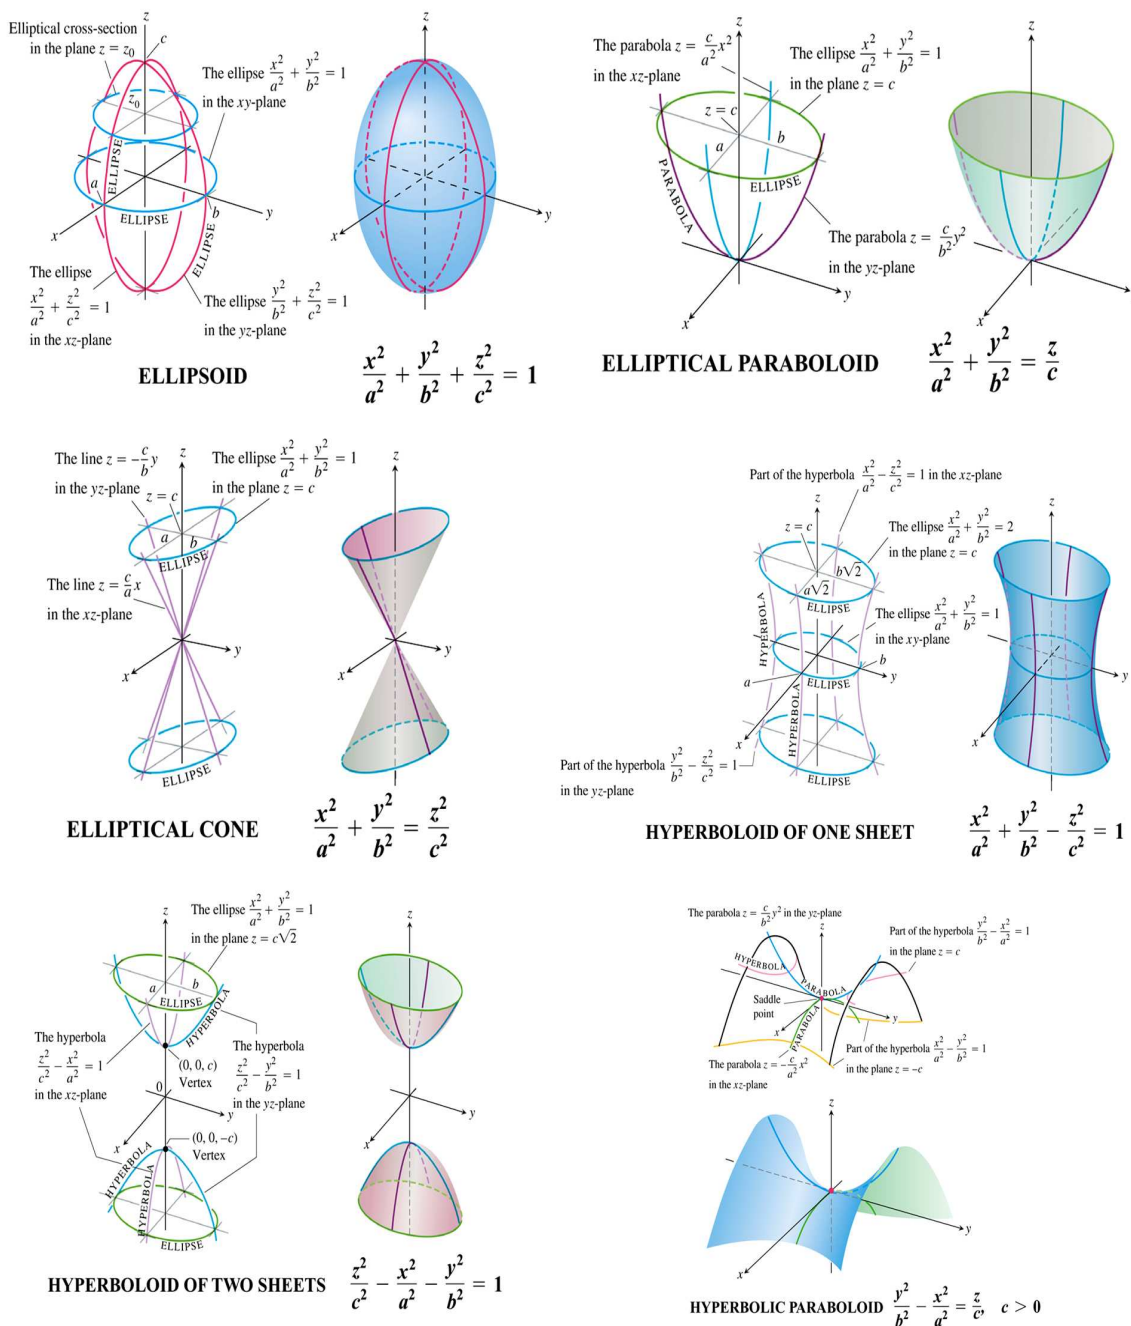 Elliptical cross-section
in the plane z = z₀
z
c
The ellipse x²/a² + y²/b² = 1
in the xy-plane
z₀
ELLIPSE
a
b
ELLIPSE
y
x
ELLIPSE
The ellipse
x²/a² + z²/c² = 1
in the xz-plane
The ellipse y²/b² + z²/c² = 1
in the yz-plane
z
y
x
ELLIPSOID x²/a² + y²/b² + z²/c² = 1
z
The parabola z = c/a² x²
in the xz-plane
The ellipse x²/a² + y²/b² = 1
in the plane z = c
z = c
b
a
PARABOLA
ELLIPSE
The parabola z = c/b² y²
in the yz-plane
y
x
z
x
ELLIPTICAL PARABOLOID x²/a² + y²/b² = z/c
The line z = −c/b y
in the yz-plane
z
The ellipse x²/a² + y²/b² = 1
in the plane z = c
z = c
a
b
ELLIPSE
The line z = c/a x
in the xz-plane
y
x
ELLIPSE
z
y
x
ELLIPTICAL CONE x²/a² + y²/b² = z²/c²
Part of the hyperbola x²/a² − z²/c² = 1 in the xz-plane
z
z = c
The ellipse x²/a² + y²/b² = 2
in the plane z = c
b√2
a√2
ELLIPSE
HYPERBOLA
The ellipse x²/a² + y²/b² = 1
in the xy-plane
b
a
ELLIPSE
y
HYPERBOLA
x
ELLIPSE
Part of the hyperbola y²/b² − z²/c² = 1
in the yz-plane
z
y
x
HYPERBOLOID OF ONE SHEET x²/a² + y²/b² − z²/c² = 1
z
The ellipse x²/a² + y²/b² = 1
in the plane z = c√2
a
b
ELLIPSE
HYPERBOLA
The hyperbola
z²/c² − x²/a² = 1
in the xz-plane
(0, 0, c)
Vertex
The hyperbola
z²/c² − y²/b² = 1
in the yz-plane
0
y
x
(0, 0, −c)
Vertex
HYPERBOLA
HYPERBOLA
ELLIPSE
z
y
x
HYPERBOLOID OF TWO SHEETS z²/c² − x²/a² − y²/b² = 1
The parabola z = c/b² y² in the yz-plane
z
Part of the hyperbola y²/b² − x²/a² = 1
in the plane z = c
HYPERBOLA
PARABOLA
Saddle
point
PARABOLA
y
x
The parabola z = −c/a² x²
in the xz-plane
Part of the hyperbola x²/a² − y²/b² = 1
in the plane z = −c
z
y
x
HYPERBOLIC PARABOLOID y²/b² − x²/a² = z/c, c > 0